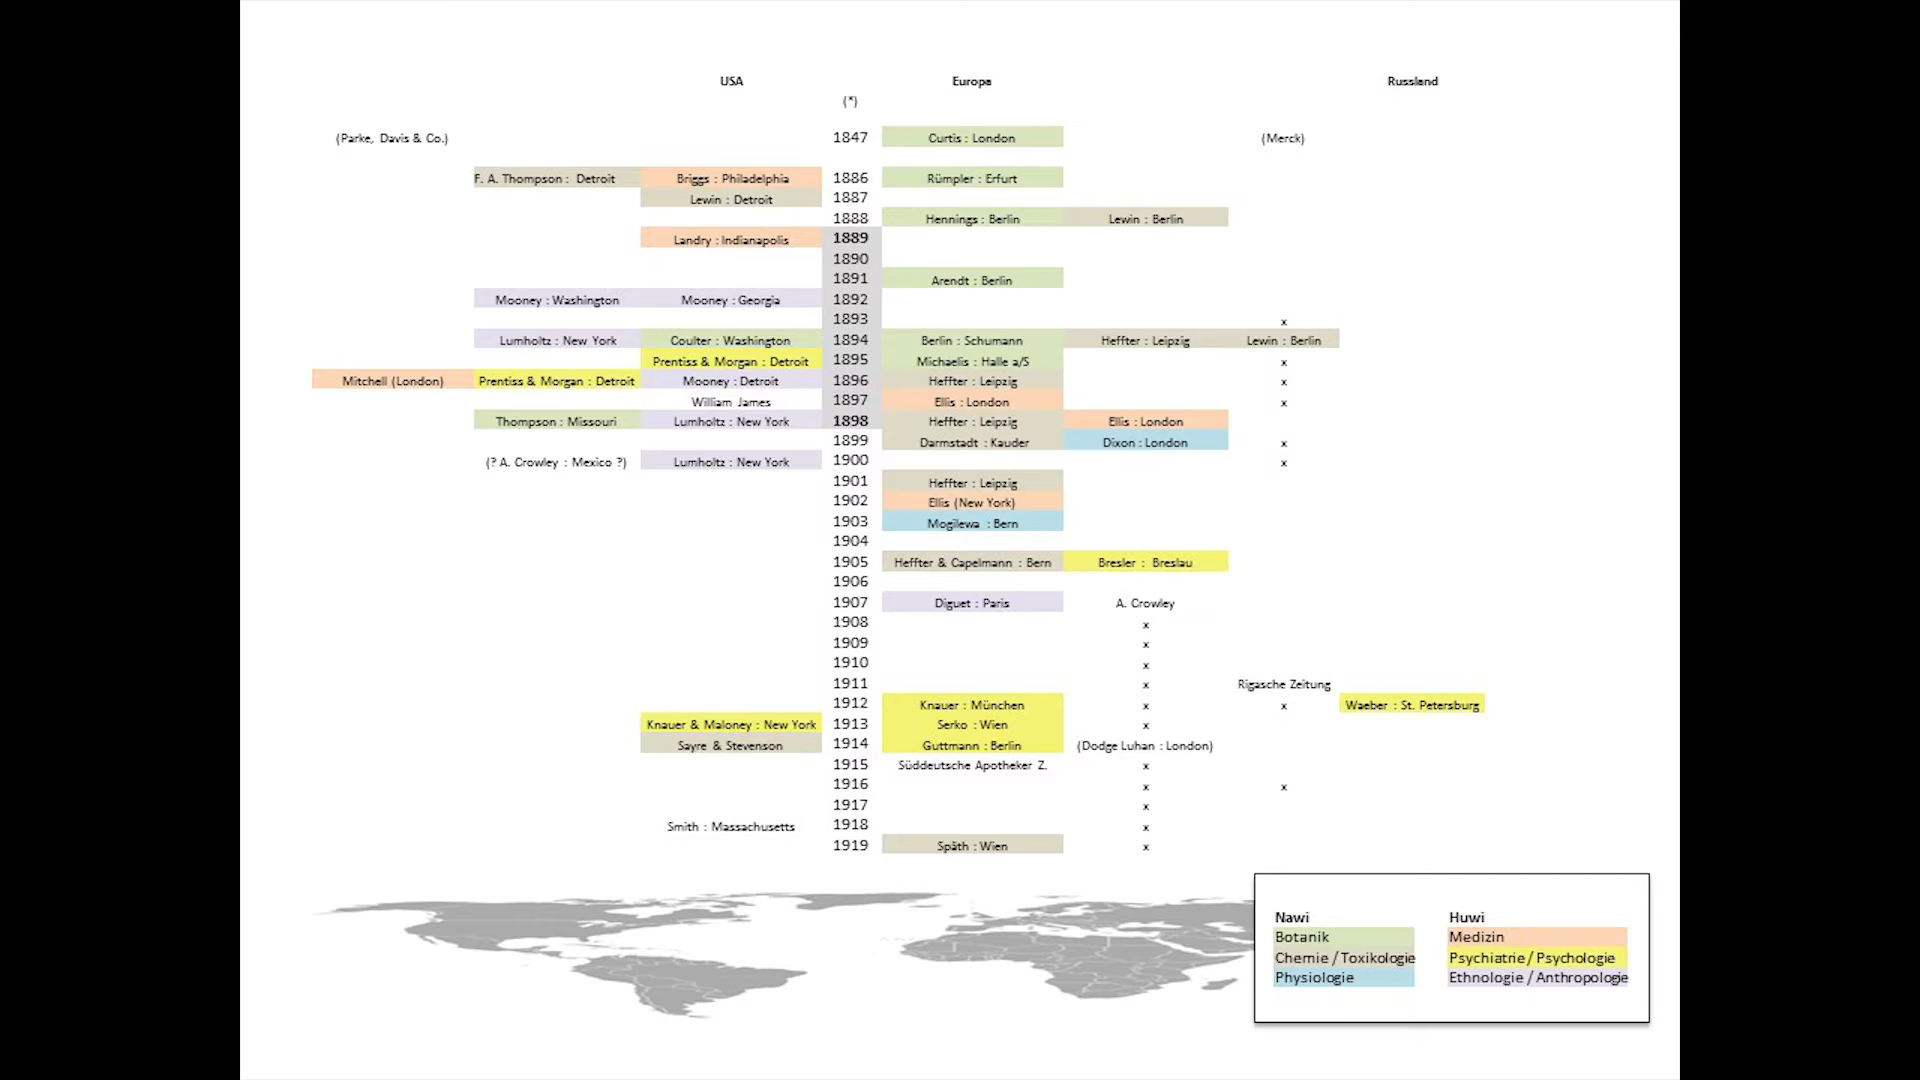 USA Europa Russland
(*)
(Parke, Davis & Co.) 1847 Curtis : London (Merck)
F. A. Thompson : Detroit Briggs : Philadelphia 1886 Rümpler : Erfurt
Lewin : Detroit 1887
1888 Hennings : Berlin Lewin : Berlin
Landry : Indianapolis 1889
1890
1891 Arendt : Berlin
Mooney : Washington Mooney : Georgia 1892
1893 x
Lumholtz : New York Coulter : Washington 1894 Berlin : Schumann Heffter : Leipzig Lewin : Berlin
Prentiss & Morgan : Detroit 1895 Michaelis : Halle a/S x
Mitchell (London) Prentiss & Morgan : Detroit Mooney : Detroit 1896 Heffter : Leipzig x
William James 1897 Ellis : London x
Thompson : Missouri Lumholtz : New York 1898 Heffter : Leipzig Ellis : London
1899 Darmstadt : Kauder Dixon : London x
(? A. Crowley : Mexico ?) Lumholtz : New York 1900 x
1901 Heffter : Leipzig
1902 Ellis (New York)
1903 Mogilewa : Bern
1904
1905 Heffter & Capelmann : Bern Bresler : Breslau
1906
1907 Diguet : Paris A. Crowley
1908 x
1909 x
1910 x
1911 x Rigasche Zeitung
1912 Knauer : München x x Waeber : St. Petersburg
Knauer & Maloney : New York 1913 Serko : Wien x
Sayre & Stevenson 1914 Guttmann : Berlin (Dodge Luhan : London)
1915 Süddeutsche Apotheker Z. x
1916 x x
1917 x
Smith : Massachusetts 1918 x
1919 Späth : Wien x
Nawi Huwi
Botanik Medizin
Chemie / Toxikologie Psychiatrie / Psychologie
Physiologie Ethnologie / Anthropologie